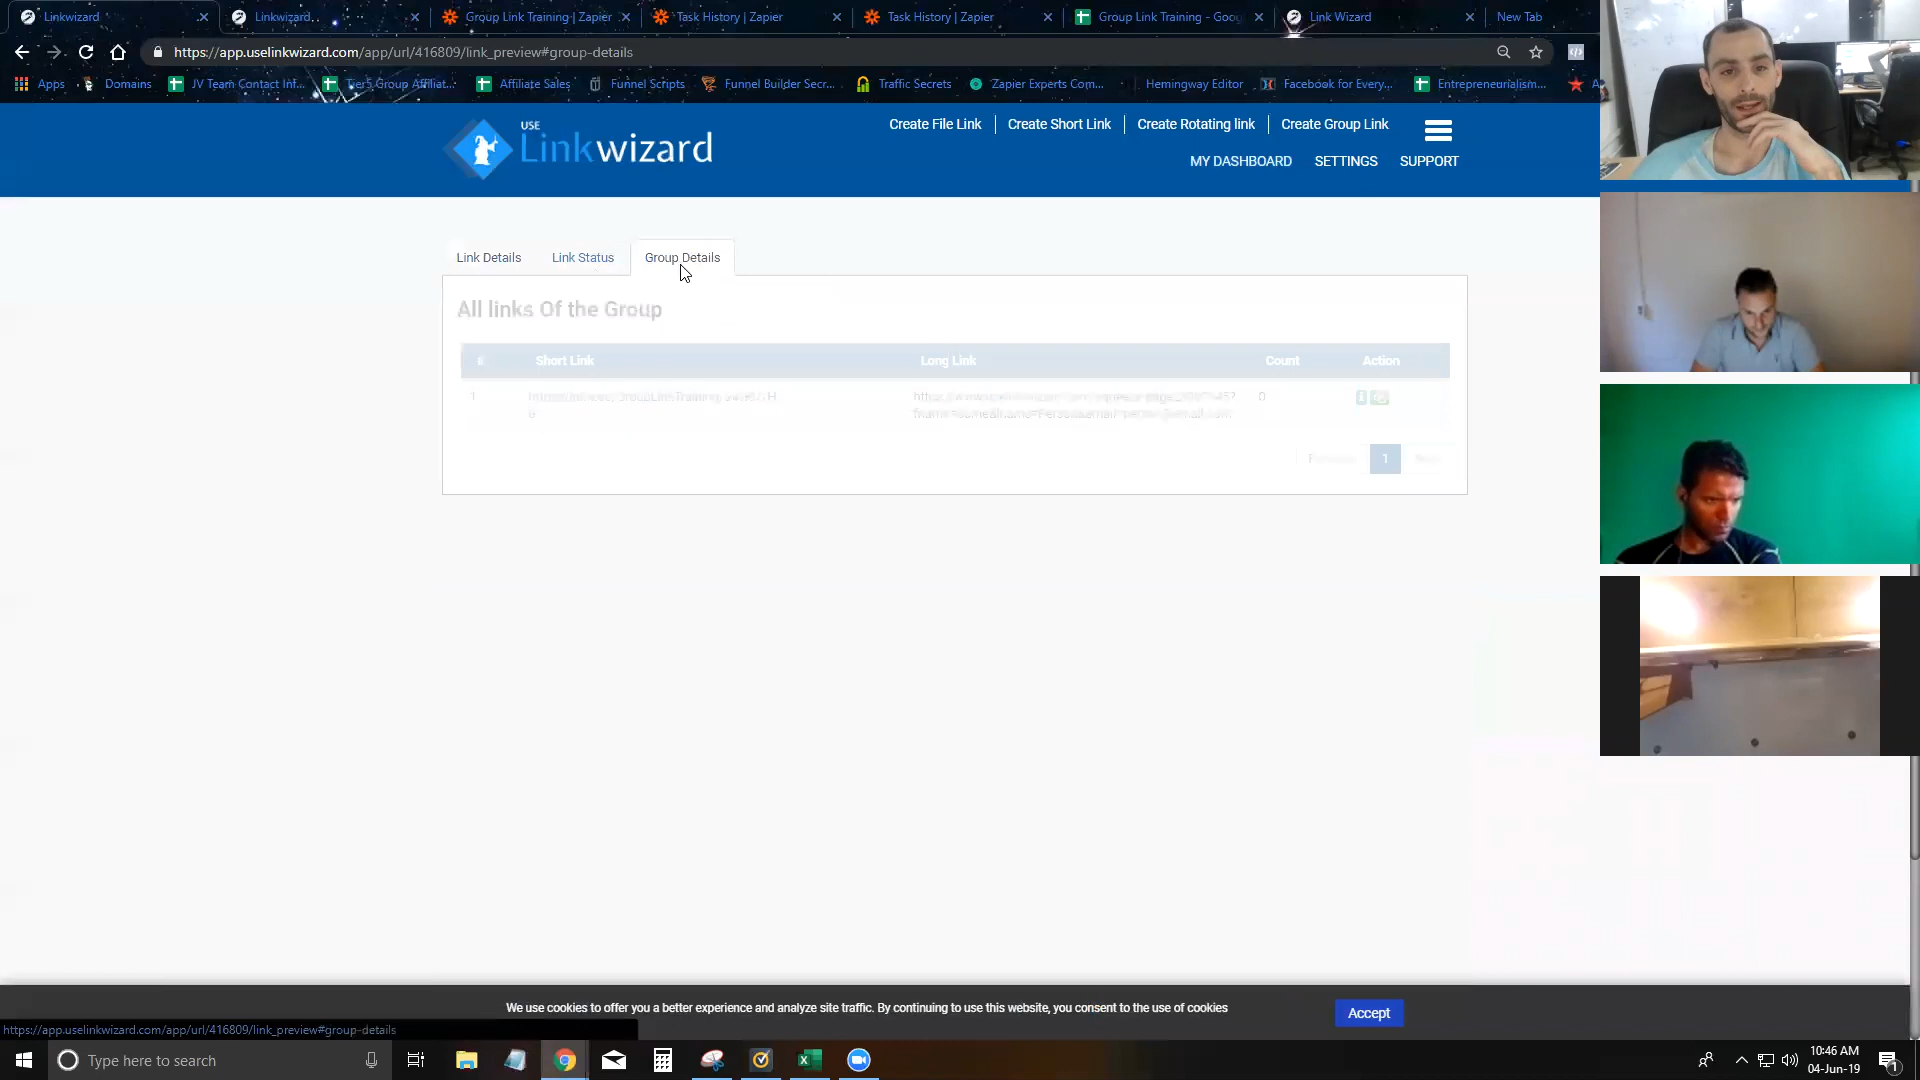 Linkwizard
Linkwizard
Group Link Training | Zapier
Task History | Zapier
Task History | Zapier
Group Link Training - Goog
Link Wizard
New Tab
https://app.uselinkwizard.com/app/url/416809/link_preview#group-details
Apps
Domains
JV Team Contact Inf...
Tier5 Group Affiliat...
Affiliate Sales
Funnel Scripts
Funnel Builder Secr...
Traffic Secrets
Zapier Experts Com...
Hemingway Editor
Facebook for Every...
Entrepreneurialism...
USE
Linkwizard
Create File Link
Create Short Link
Create Rotating link
Create Group Link
MY DASHBOARD
SETTINGS
SUPPORT
Link Details
Link Status
Group Details
All links Of the Group
Short Link
Long Link
Count
Action
0
1
We use cookies to offer you a better experience and analyze site traffic. By continuing to use this website, you consent to the use of cookies
Accept
https://app.uselinkwizard.com/app/url/416809/link_preview#group-details
Type here to search
10:46 AM
04-Jun-19